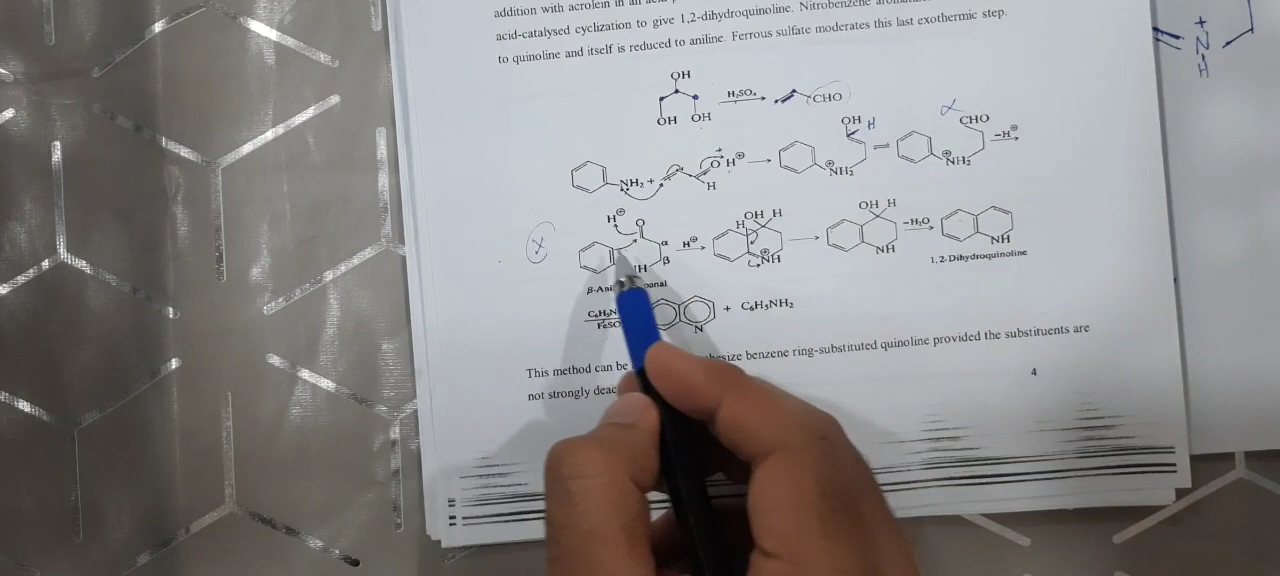 addition with acrolein in an
acid-catalysed cyclization to give 1,2-dihydroquinoline. Nitrobenzene
to quinoline and itself is reduced to aniline. Ferrous sulfate moderates this last exothermic step.
OH
OH OH H₂SO₄ CHO
NH₂ + O H⊕ H OH H ⊕NH₂ CHO ⊕NH₂ −H⊕
α
H⊕ O α β H⊕ H OH H ⊕NH OH H NH −H₂O NH
1,2-Dihydroquinoline
β-Ani
N + C₆H₅NH₂
This method can be benzene ring-substituted quinoline provided the substituents are
not strongly
4
+N-H